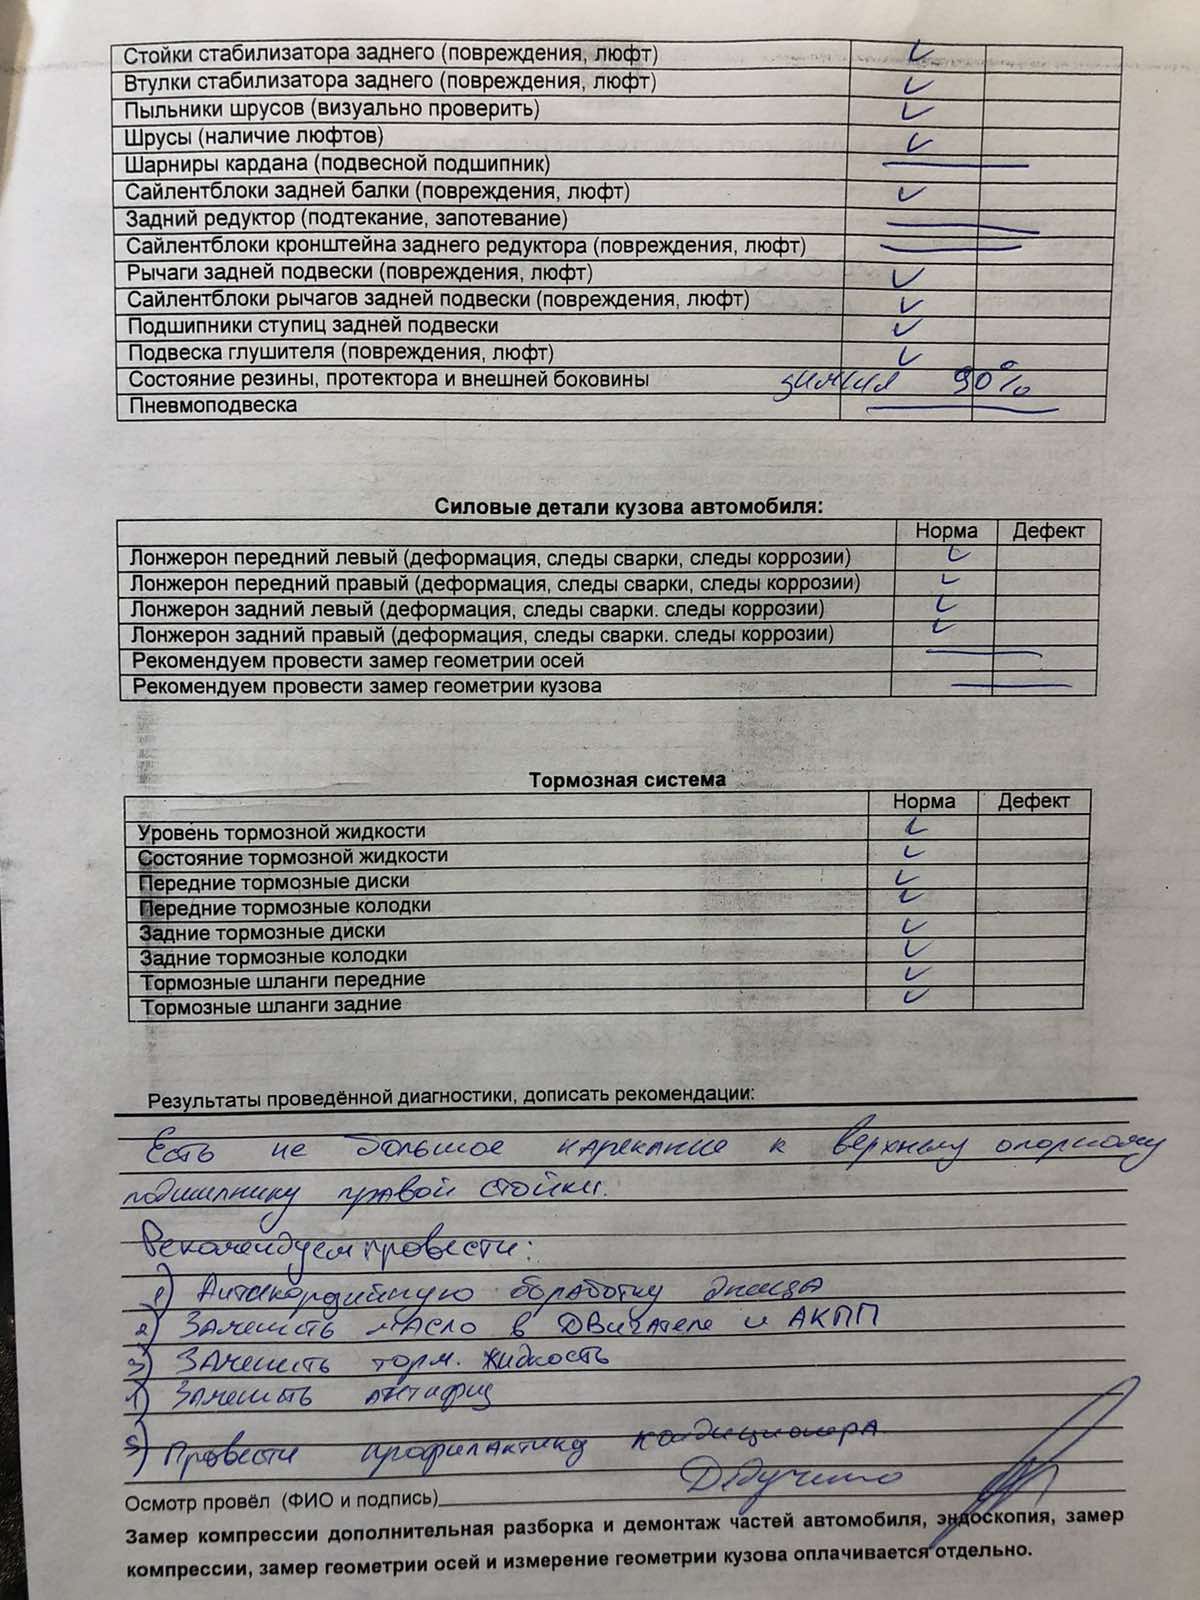 Стойки стабилизатора заднего (повреждения, люфт) ✓
Втулки стабилизатора заднего (повреждения, люфт) ✓
Пыльники шрусов (визуально проверить) ✓
Шрусы (наличие люфтов) ✓
Шарниры кардана (подвесной подшипник)
Сайлентблоки задней балки (повреждения, люфт) ✓
Задний редуктор (подтекание, запотевание)
Сайлентблоки кронштейна заднего редуктора (повреждения, люфт)
Рычаги задней подвески (повреждения, люфт) ✓
Сайлентблоки рычагов задней подвески (повреждения, люфт) ✓
Подшипники ступиц задней подвески ✓
Подвеска глушителя (повреждения, люфт) ✓
Состояние резины, протектора и внешней боковины зимняя 90%
Пневмоподвеска
Силовые детали кузова автомобиля:
Норма Дефект
Лонжерон передний левый (деформация, следы сварки, следы коррозии) ✓
Лонжерон передний правый (деформация, следы сварки, следы коррозии) ✓
Лонжерон задний левый (деформация, следы сварки. следы коррозии) ✓
Лонжерон задний правый (деформация, следы сварки. следы коррозии) ✓
Рекомендуем провести замер геометрии осей
Рекомендуем провести замер геометрии кузова
Тормозная система
Норма Дефект
Уровень тормозной жидкости ✓
Состояние тормозной жидкости ✓
Передние тормозные диски ✓
Передние тормозные колодки ✓
Задние тормозные диски ✓
Задние тормозные колодки ✓
Тормозные шланги передние ✓
Тормозные шланги задние ✓
Результаты проведённой диагностики, дописать рекомендации:
Есть не большое нарекание к верхнему опорному
подшипнику правой стойки.
Рекомендуем провести:
1) обработку днища
2) Заменить масло в Двигателе и АКПП
3) Заменить торм. жидкость
4) Заменить антифриз
5) Провести профилактику кондиционера
Осмотр провёл (ФИО и подпись)
Замер компрессии дополнительная разборка и демонтаж частей автомобиля, эндоскопия, замер
компрессии, замер геометрии осей и измерение геометрии кузова оплачивается отдельно.